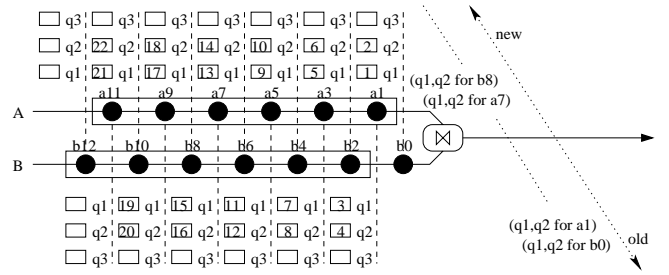 q3 q3 q3 q3 q3 q3 q3
q2 22 q2 18 q2 14 q2 10 q2 6 q2 2 q2
q1 21 q1 17 q1 13 q1 9 q1 5 q1 1 q1
new
(q1,q2 for b8)
(q1,q2 for a7)
a11 a9 a7 a5 a3 a1
A
⋈
b12 b10 b8 b6 b4 b2 b0
B
q1 19 q1 15 q1 11 q1 7 q1 3 q1
q2 20 q2 16 q2 12 q2 8 q2 4 q2
q3 q3 q3 q3 q3 q3
(q1,q2 for a1)
old
(q1,q2 for b0)